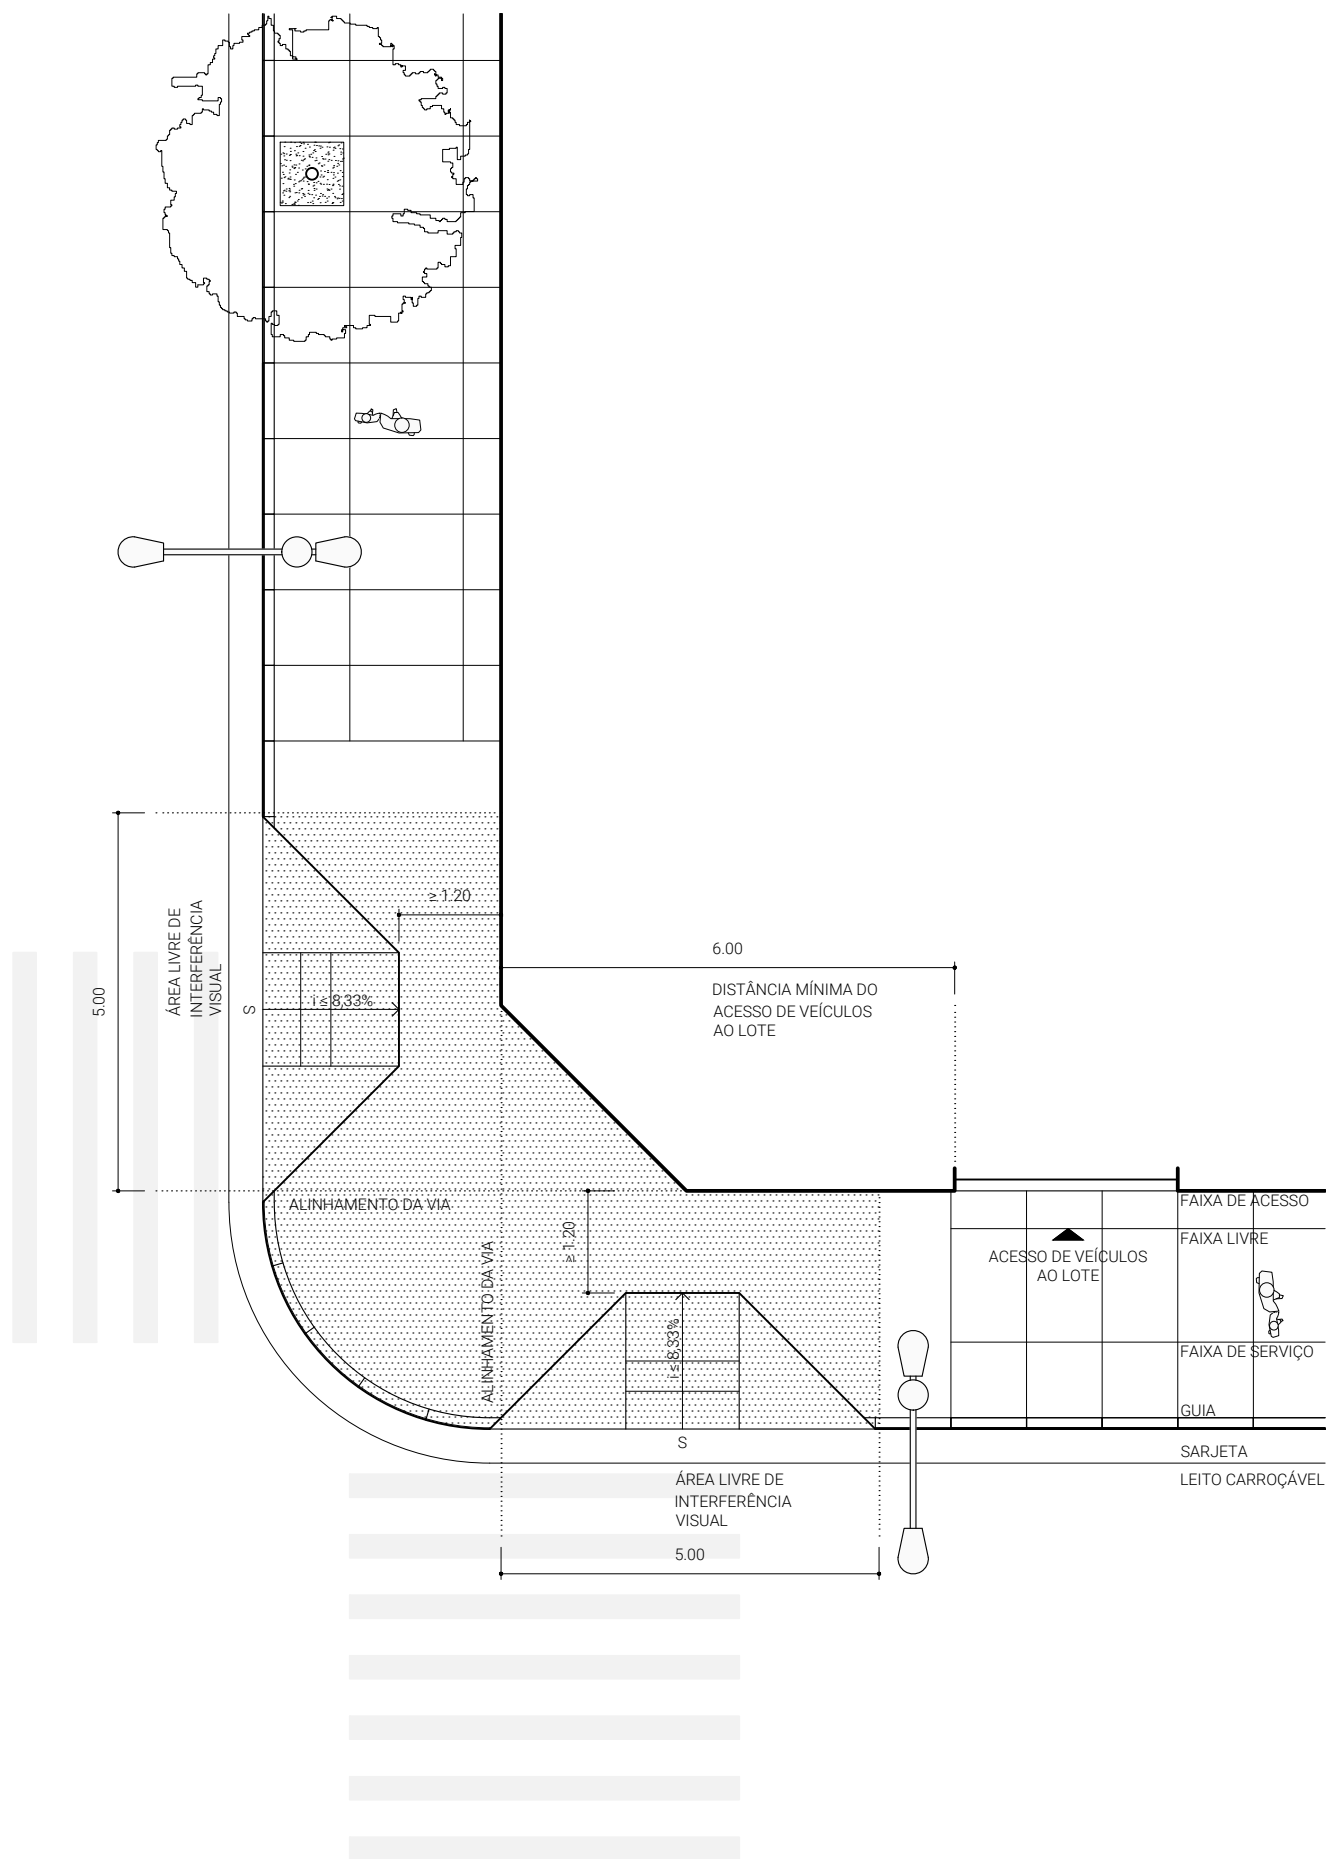 ≥ 1.20
ÁREA LIVRE DE
INTERFERÊNCIA
VISUAL
5.00
S
i ≤ 8,33%
6.00
DISTÂNCIA MÍNIMA DO
ACESSO DE VEÍCULOS
AO LOTE
ALINHAMENTO DA VIA
ALINHAMENTO DA VIA
≥ 1.20
i ≤ 8,33%
S
FAIXA DE ACESSO
FAIXA LIVRE
ACESSO DE VEÍCULOS
AO LOTE
FAIXA DE SERVIÇO
GUIA
SARJETA
LEITO CARROÇÁVEL
ÁREA LIVRE DE
INTERFERÊNCIA
VISUAL
5.00